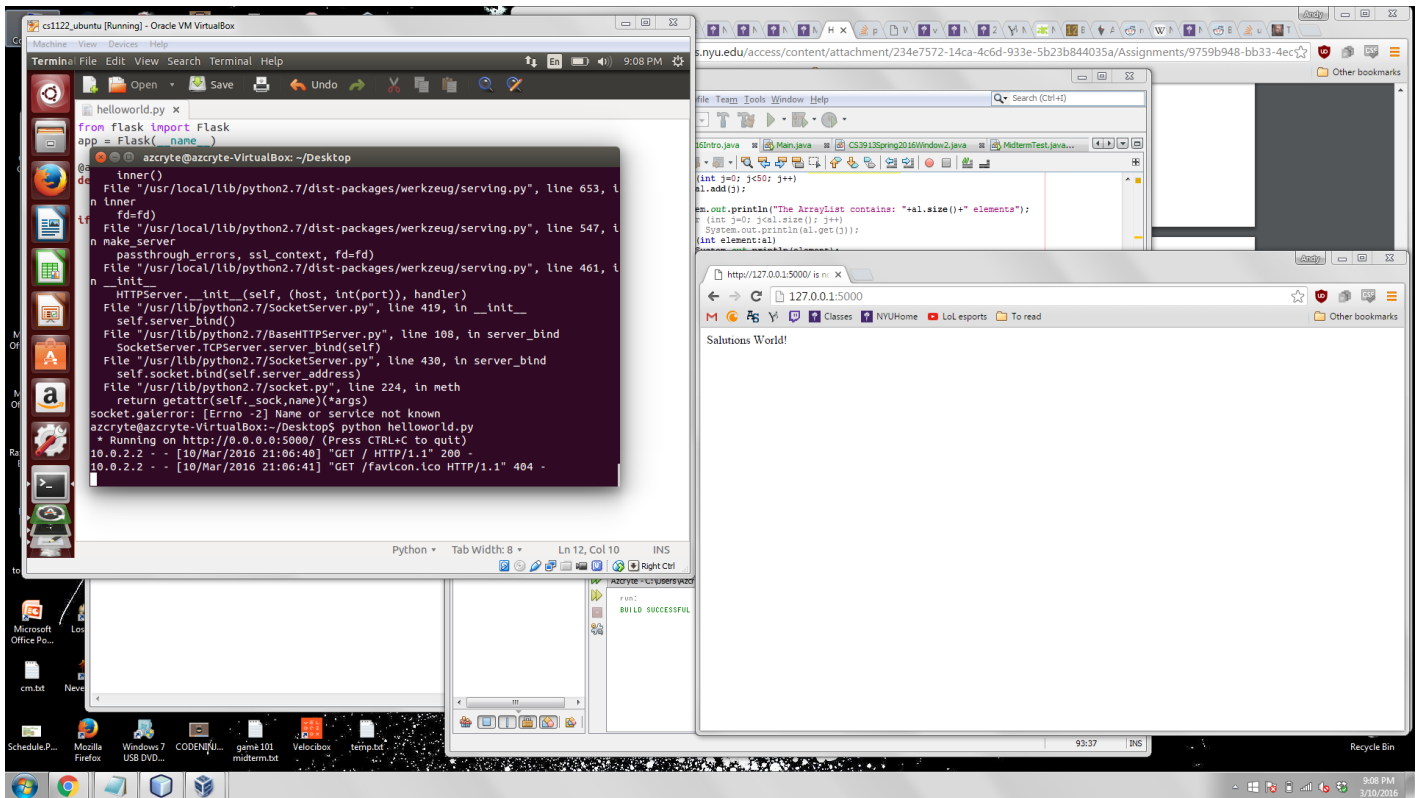 cs1122_ubuntu [Running] - Oracle VM VirtualBox
Machine View Devices Help
Terminal File Edit View Search Terminal Help
En
9:08 PM
Open
Save
Undo
helloworld.py x
from flask import Flask
app = Flask(__name__)
azcryte@azcryte-VirtualBox: ~/Desktop
inner()
File "/usr/local/lib/python2.7/dist-packages/werkzeug/serving.py", line 653, i
n inner
fd=fd)
File "/usr/local/lib/python2.7/dist-packages/werkzeug/serving.py", line 547, i
n make_server
passthrough_errors, ssl_context, fd=fd)
File "/usr/local/lib/python2.7/dist-packages/werkzeug/serving.py", line 461, i
n __init__
HTTPServer.__init__(self, (host, int(port)), handler)
File "/usr/lib/python2.7/SocketServer.py", line 419, in __init__
self.server_bind()
File "/usr/lib/python2.7/BaseHTTPServer.py", line 108, in server_bind
SocketServer.TCPServer.server_bind(self)
File "/usr/lib/python2.7/SocketServer.py", line 430, in server_bind
self.socket.bind(self.server_address)
File "/usr/lib/python2.7/socket.py", line 224, in meth
return getattr(self._sock,name)(*args)
socket.gaierror: [Errno -2] Name or service not known
azcryte@azcryte-VirtualBox:~/Desktop$ python helloworld.py
* Running on http://0.0.0.0:5000/ (Press CTRL+C to quit)
10.0.2.2 - - [10/Mar/2016 21:06:40] "GET / HTTP/1.1" 200 -
10.0.2.2 - - [10/Mar/2016 21:06:41] "GET /favicon.ico HTTP/1.1" 404 -
Python Tab Width: 8 Ln 12, Col 10 INS
Right Ctrl
Andy
s.nyu.edu/access/content/attachment/234e7572-14ca-4c6d-933e-5b23b844035a/Assignments/9759b948-bb33-4ec
Other bookmarks
file Team Tools Window Help
Search (Ctrl+I)
16Intro.java Main.java CS3913Spring2016Window2.java MidtermTest.java...
(int j=0; j<50; j++)
al.add(j);
em.out.println("The ArrayList contains: "+al.size()+" elements");
r (int j=0; j<al.size(); j++)
System.out.println(al.get(j));
(int element:al)
Andy
http://127.0.0.1:5000/ is no
127.0.0.1:5000
Classes NYUHome LoL esports To read
Other bookmarks
Salutions World!
run:
BUILD SUCCESSFUL
93:37 INS
Microsoft
Office Po...
cm.txt
Schedule.P...
Mozilla
Firefox
Windows 7
USB DVD...
CODENINJ...
game 101
midterm.txt
Velocibox
temp.txt
Recycle Bin
9:08 PM
3/10/2016